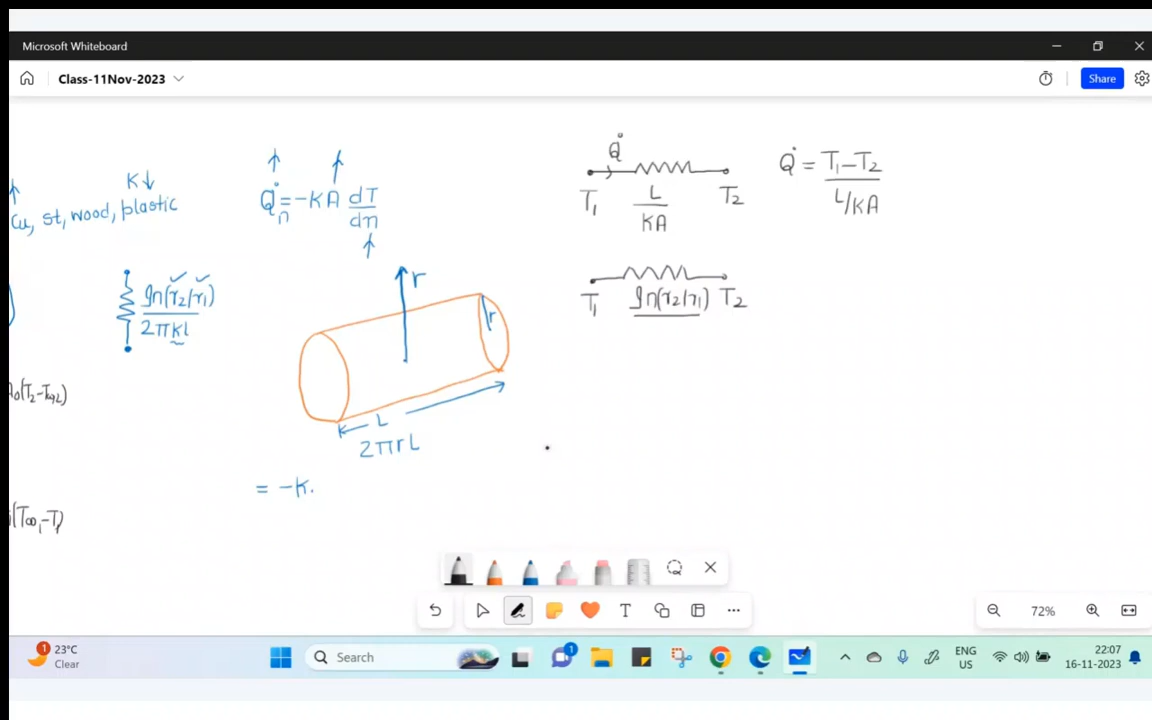 Microsoft Whiteboard
Class-11Nov-2023
Share
K↓
Cu, st, wood, plastic
Q̇n = -KA dT/dn
ln(r2/r1)
2πkl
r
r
L
2πrL
= -K.
(T2-T
(T∞1-T
Q̇
T1 L/KA T2
Q̇ = T1-T2
L/KA
T1 ln(r2/r1) T2
72%
1
23°C
Clear
Search
1
ENG
US
22:07
16-11-2023